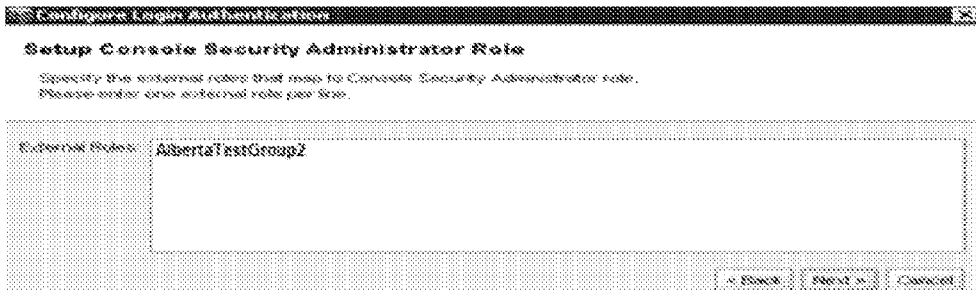 Configure Login Authentication
Setup Console Security Administrator Role
Specify the external roles that map to Console Security Administrator role.
Please enter one external role per line.
External Roles: AlbertaTestGroup2
< Back Next > Cancel